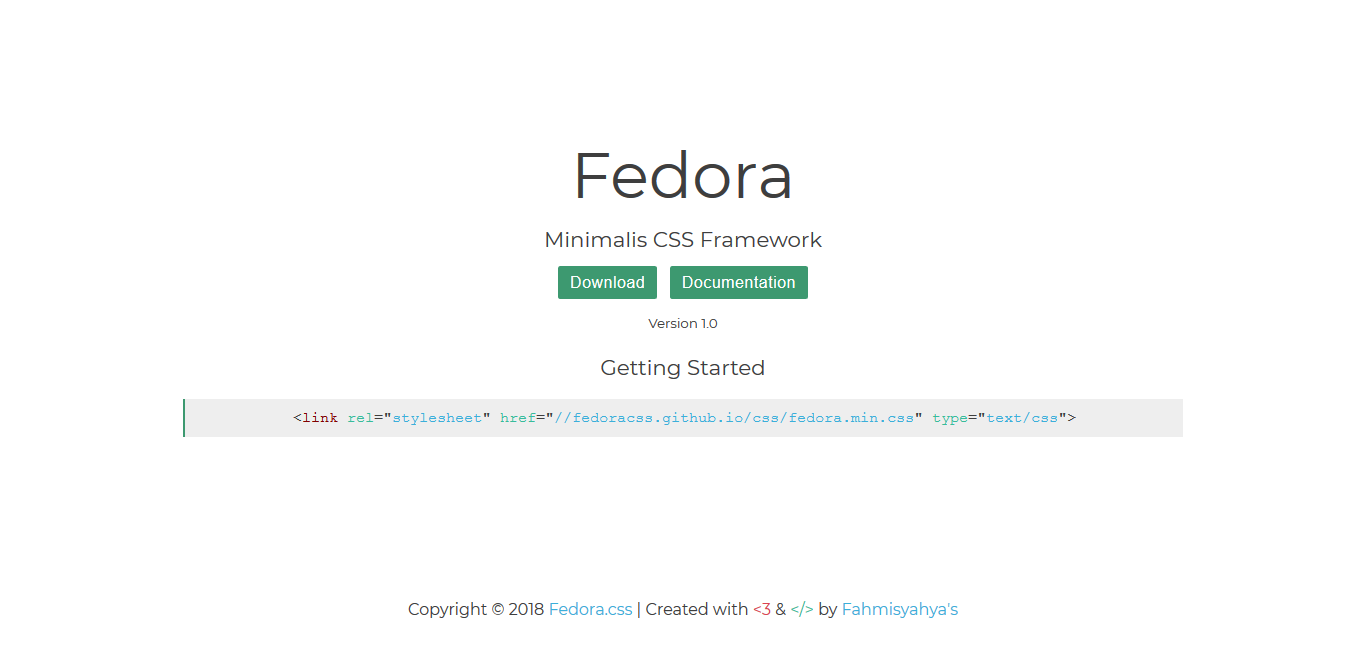 Fedora
Minimalis CSS Framework
Download Documentation
Version 1.0
Getting Started
<link rel="stylesheet" href="//fedoracss.github.io/css/fedora.min.css" type="text/css">
Copyright © 2018 Fedora.css | Created with <3 & </> by Fahmisyahya's